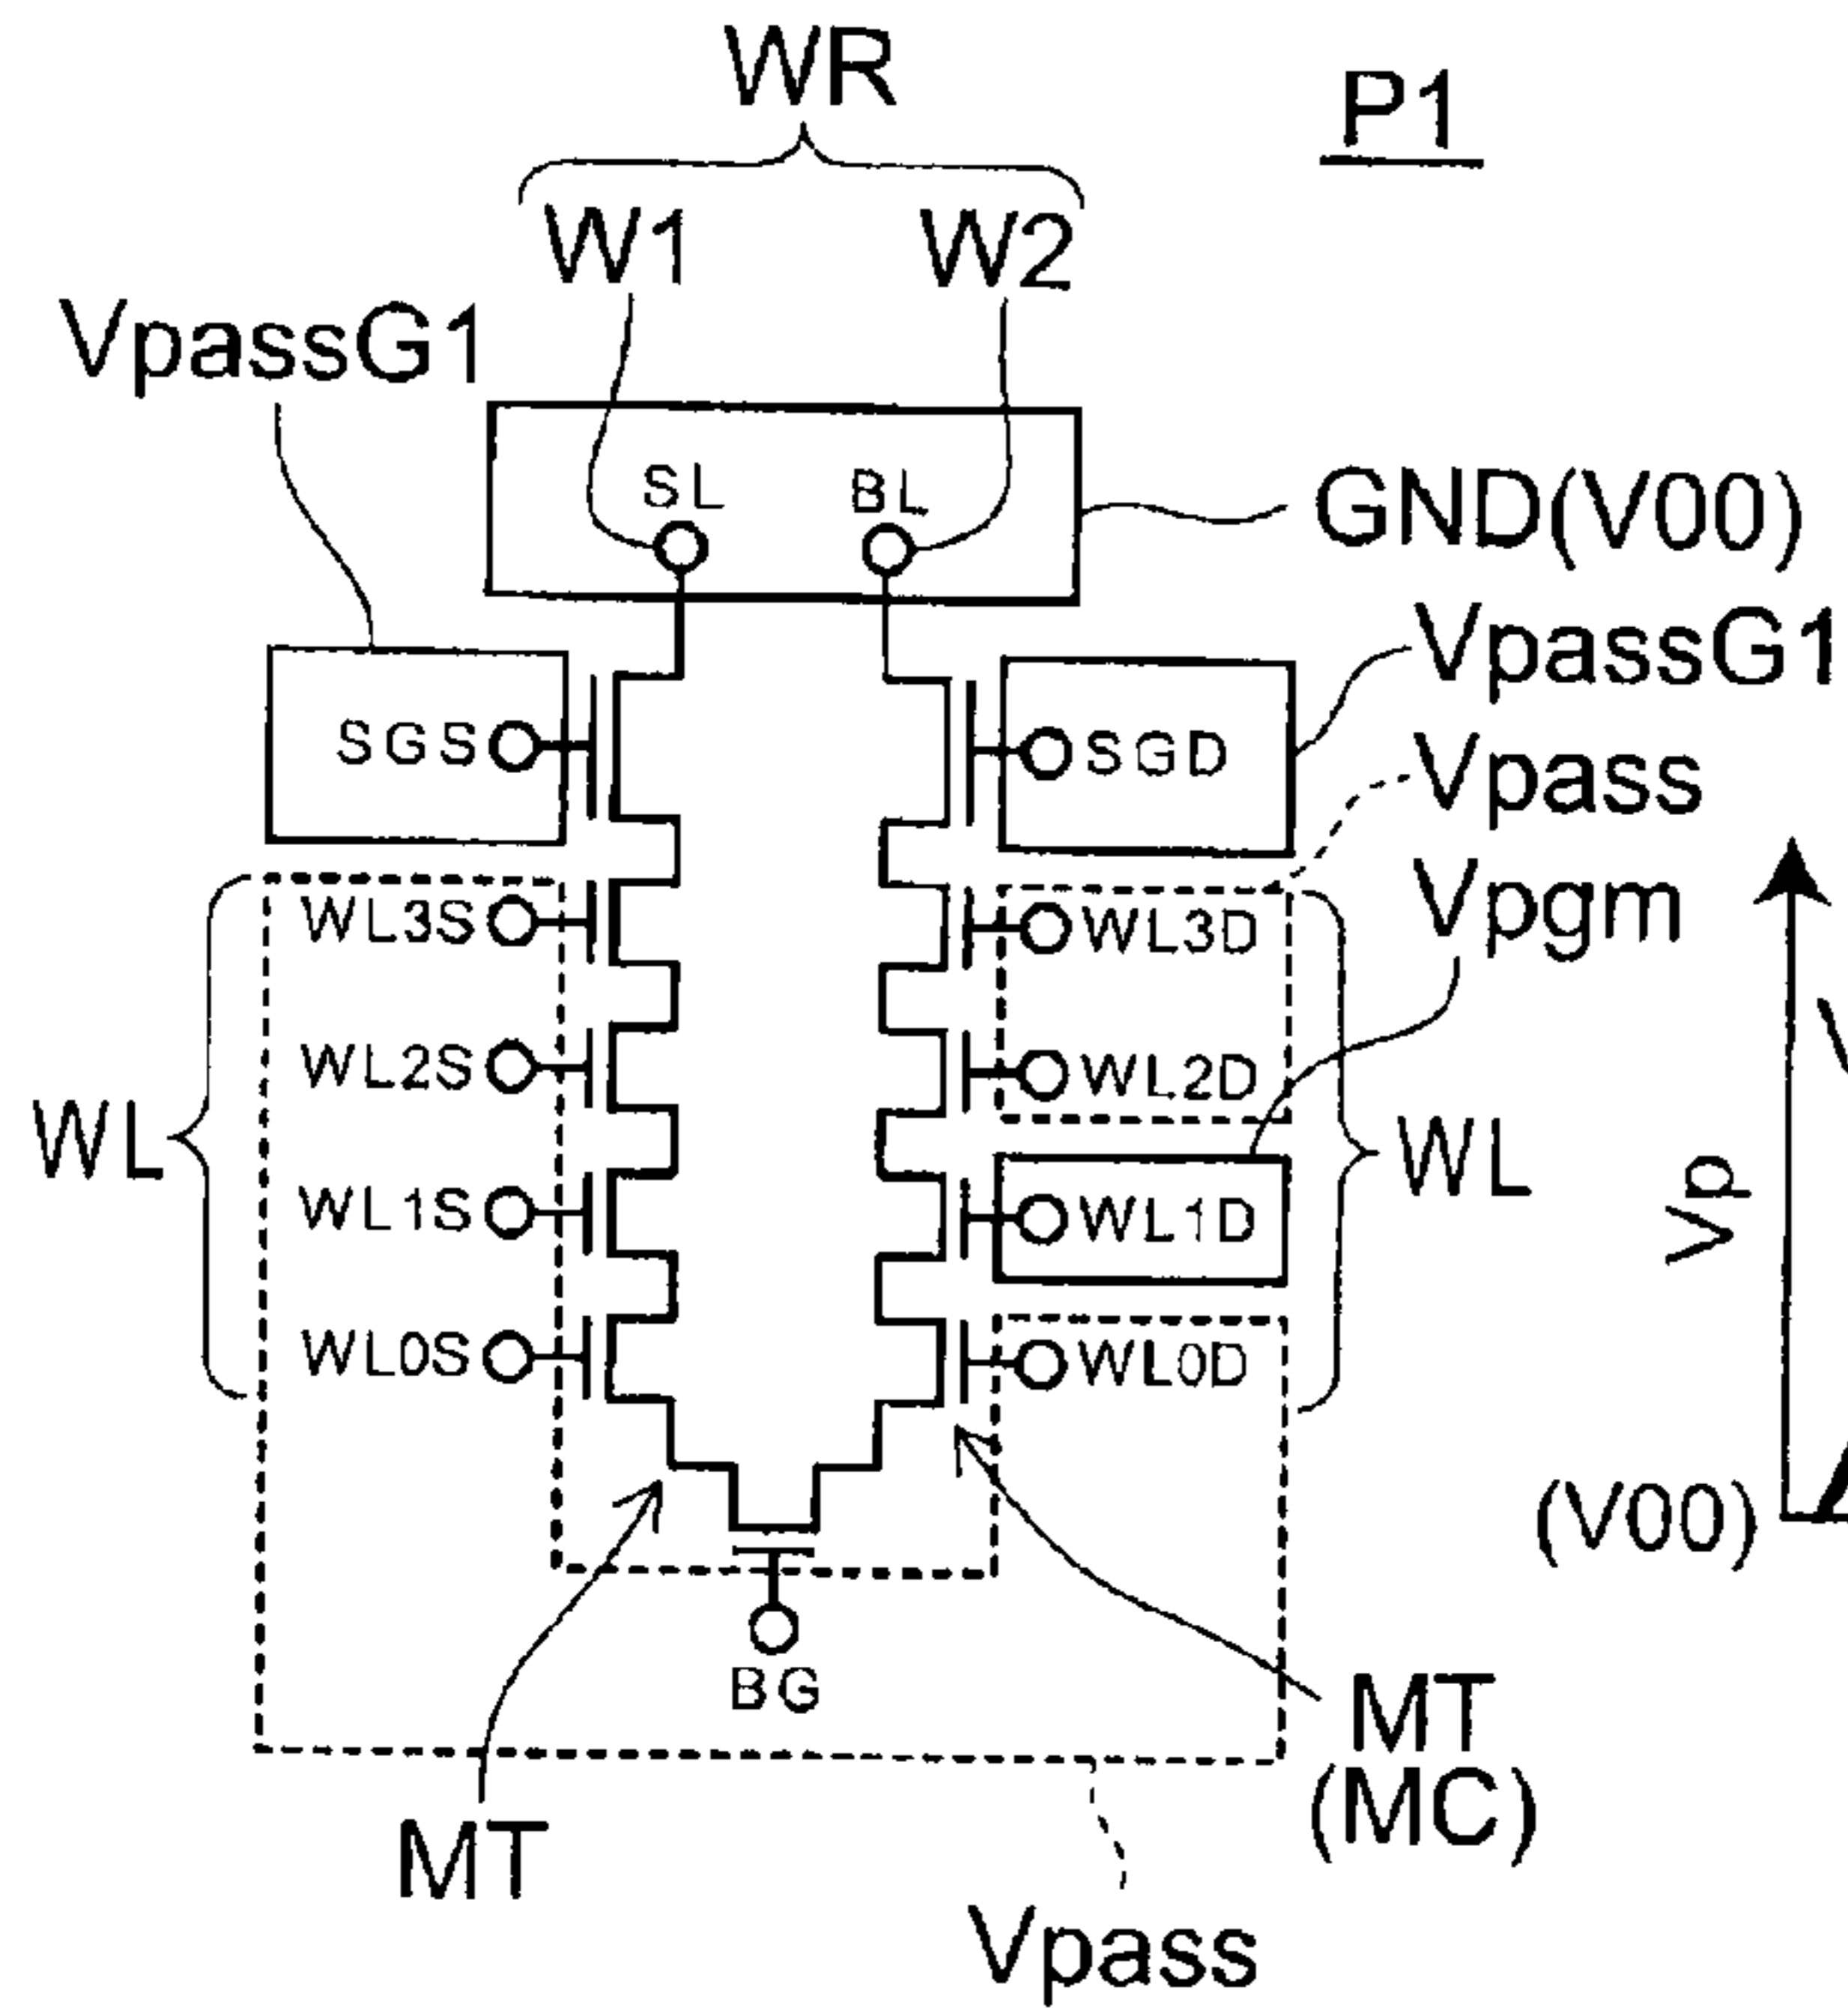 WR
P1
W1
W2
VpassG1
SL
BL
GND(V00)
VpassG1
SGS
SGD
Vpass
Vpgm
WL3S
WL3D
WL2S
WL2D
WL
WL
WL1S
WL1D
Vp
WL0S
WL0D
(V00)
BG
MT
(MC)
MT
Vpass